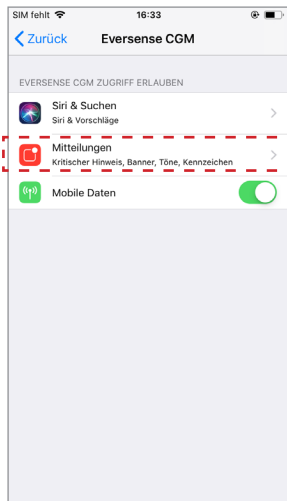 SIM fehlt 16:33
Zurück Eversense CGM
EVERSENSE CGM ZUGRIFF ERLAUBEN
Siri & Suchen
Siri & Vorschläge
Mitteilungen
Kritischer Hinweis, Banner, Töne, Kennzeichen
Mobile Daten